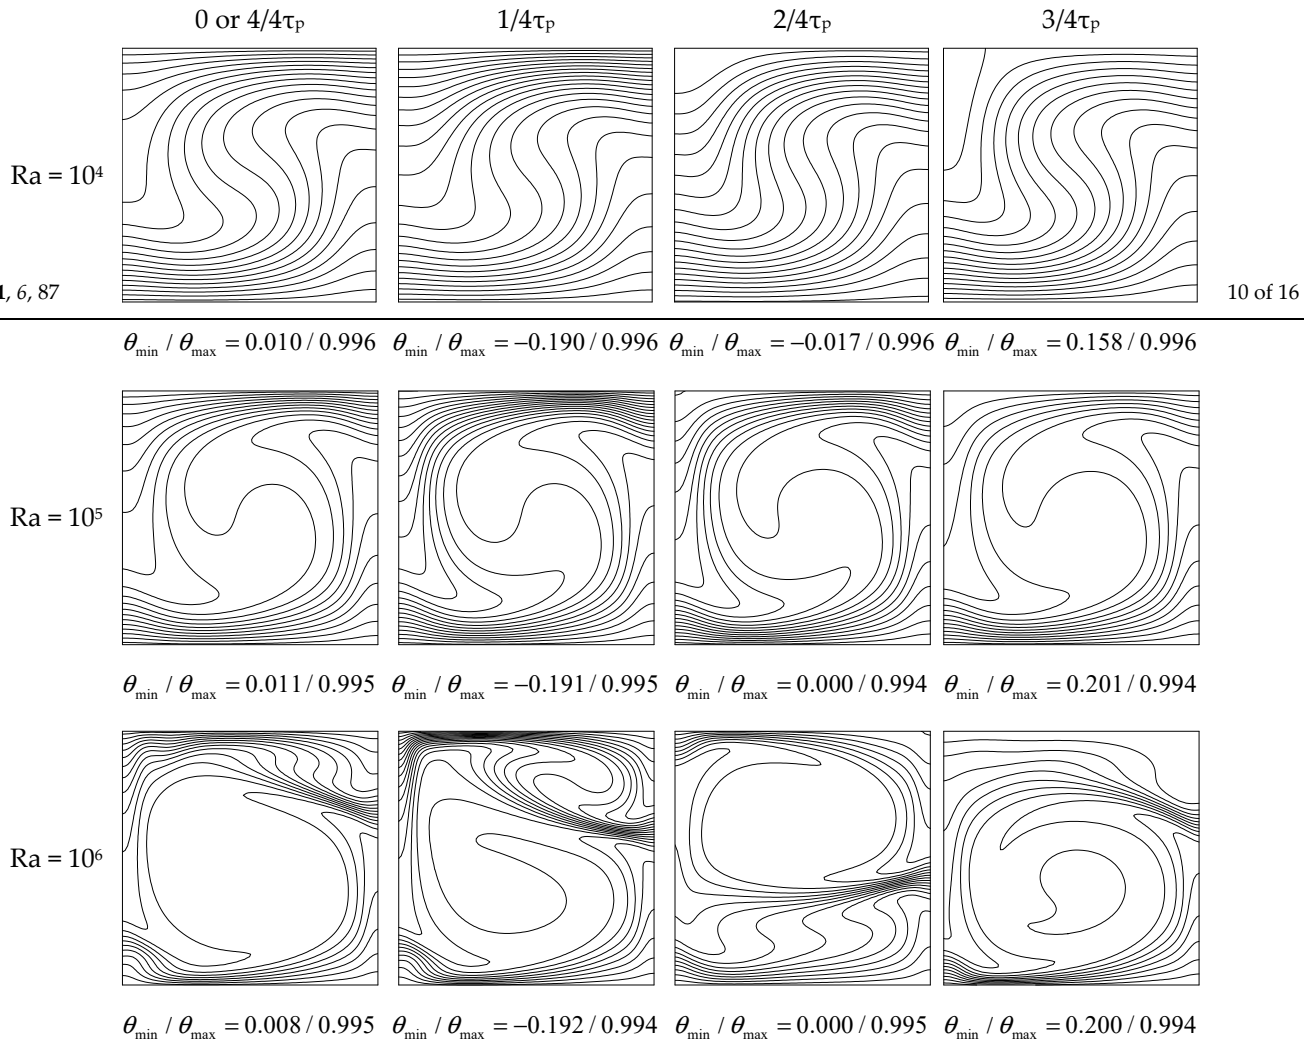 0 or 4/4τp 1/4τp 2/4τp 3/4τp
Ra = 10⁴
1, 6, 87 10 of 16
θmin / θmax = 0.010 / 0.996 θmin / θmax = −0.190 / 0.996 θmin / θmax = −0.017 / 0.996 θmin / θmax = 0.158 / 0.996
Ra = 10⁵
θmin / θmax = 0.011 / 0.995 θmin / θmax = −0.191 / 0.995 θmin / θmax = 0.000 / 0.994 θmin / θmax = 0.201 / 0.994
Ra = 10⁶
θmin / θmax = 0.008 / 0.995 θmin / θmax = −0.192 / 0.994 θmin / θmax = 0.000 / 0.995 θmin / θmax = 0.200 / 0.994